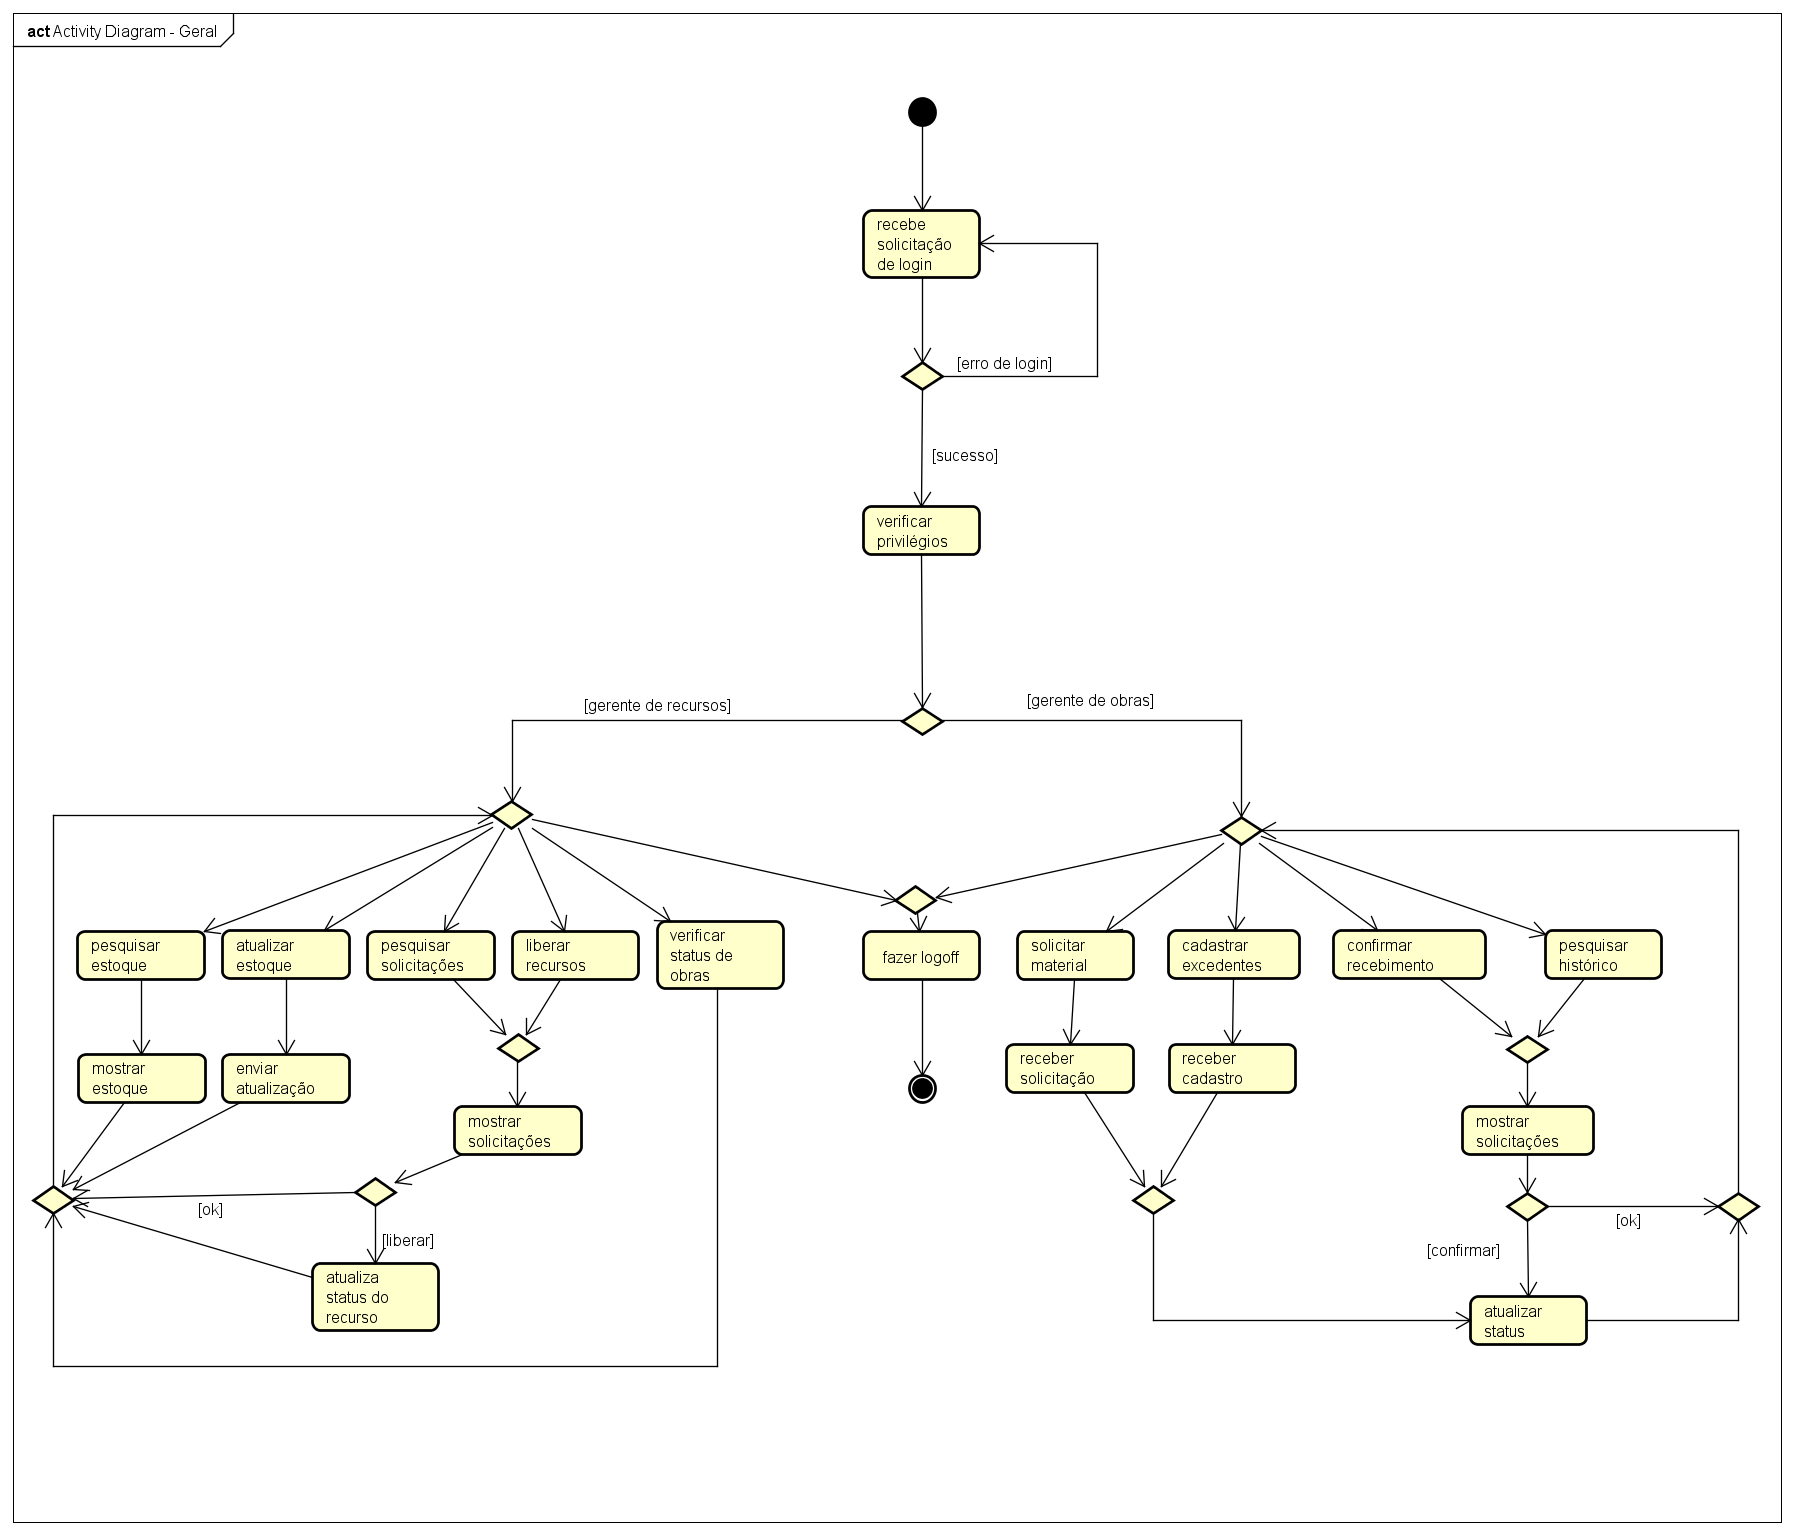 act Activity Diagram - Geral
recebe
solicitação
de login
[erro de login]
[sucesso]
verificar
privilégios
[gerente de recursos]
[gerente de obras]
pesquisar
estoque
atualizar
estoque
pesquisar
solicitações
liberar
recursos
verificar
status de
obras
fazer logoff
solicitar
material
cadastrar
excedentes
confirmar
recebimento
pesquisar
histórico
mostrar
estoque
enviar
atualização
receber
solicitação
receber
cadastro
mostrar
solicitações
mostrar
solicitações
[ok]
[liberar]
[ok]
[confirmar]
atualiza
status do
recurso
atualizar
status